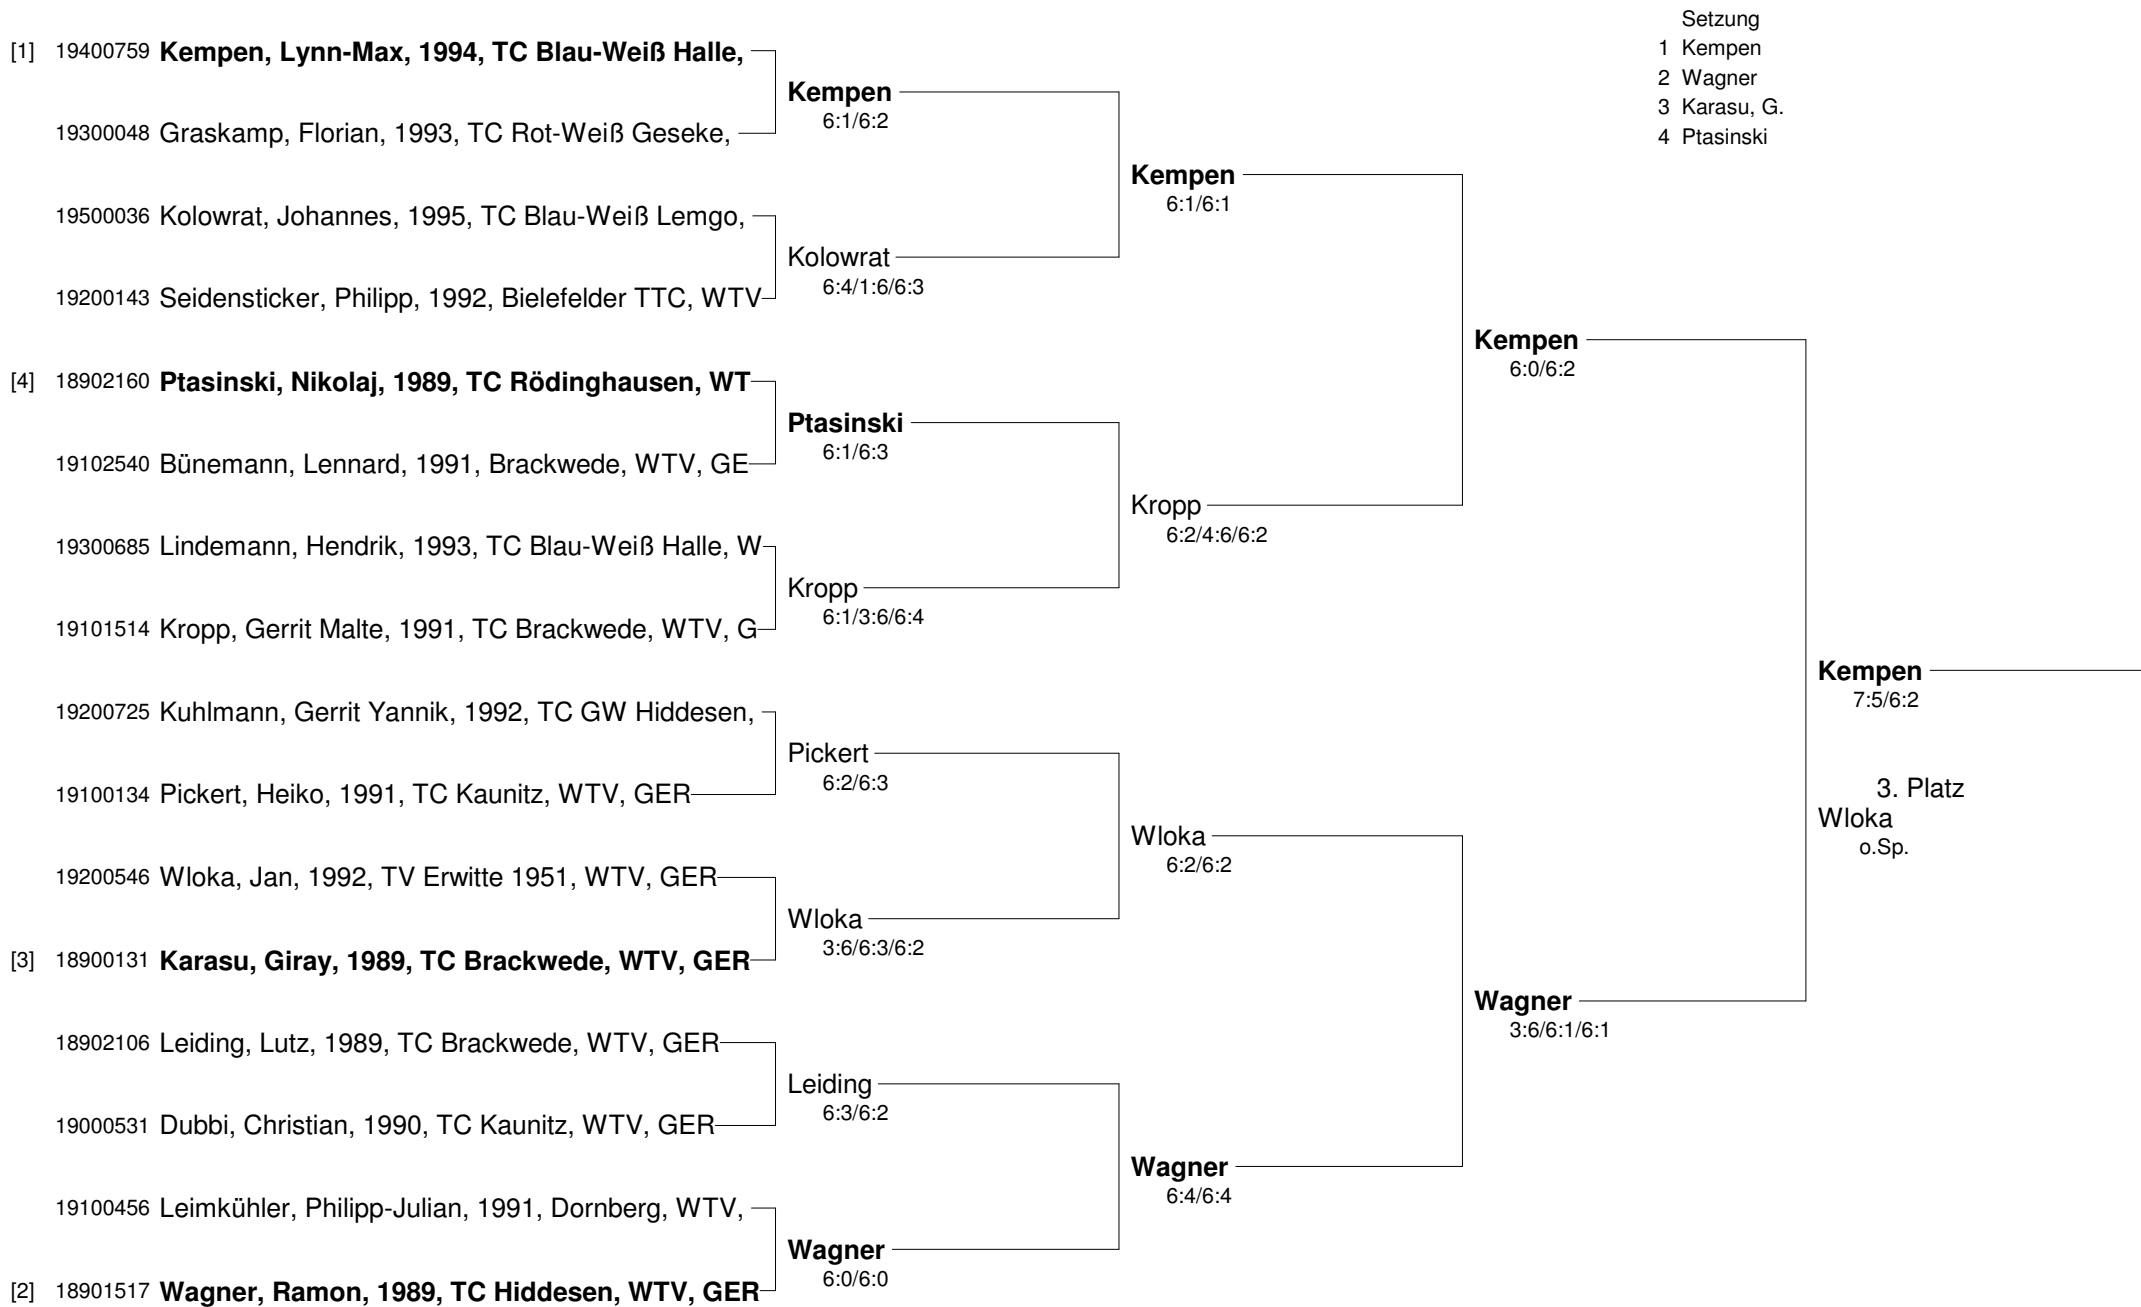 Setzung
1 Kempen
2 Wagner
3 Karasu, G.
4 Ptasinski
[1] 19400759 Kempen, Lynn-Max, 1994, TC Blau-Weiß Halle,
Kempen
6:1/6:2
19300048 Graskamp, Florian, 1993, TC Rot-Weiß Geseke,
Kempen
6:1/6:1
19500036 Kolowrat, Johannes, 1995, TC Blau-Weiß Lemgo,
Kolowrat
6:4/1:6/6:3
19200143 Seidensticker, Philipp, 1992, Bielefelder TTC, WTV
Kempen
6:0/6:2
[4] 18902160 Ptasinski, Nikolaj, 1989, TC Rödinghausen, WT
Ptasinski
6:1/6:3
19102540 Bünemann, Lennard, 1991, Brackwede, WTV, GE
Kropp
6:2/4:6/6:2
19300685 Lindemann, Hendrik, 1993, TC Blau-Weiß Halle, W
Kropp
6:1/3:6/6:4
19101514 Kropp, Gerrit Malte, 1991, TC Brackwede, WTV, G
Kempen
7:5/6:2
19200725 Kuhlmann, Gerrit Yannik, 1992, TC GW Hiddesen,
Pickert
6:2/6:3
19100134 Pickert, Heiko, 1991, TC Kaunitz, WTV, GER
3. Platz
Wloka
o.Sp.
Wloka
6:2/6:2
19200546 Wloka, Jan, 1992, TV Erwitte 1951, WTV, GER
Wloka
3:6/6:3/6:2
[3] 18900131 Karasu, Giray, 1989, TC Brackwede, WTV, GER
Wagner
3:6/6:1/6:1
18902106 Leiding, Lutz, 1989, TC Brackwede, WTV, GER
Leiding
6:3/6:2
19000531 Dubbi, Christian, 1990, TC Kaunitz, WTV, GER
Wagner
6:4/6:4
19100456 Leimkühler, Philipp-Julian, 1991, Dornberg, WTV,
Wagner
6:0/6:0
[2] 18901517 Wagner, Ramon, 1989, TC Hiddesen, WTV, GER